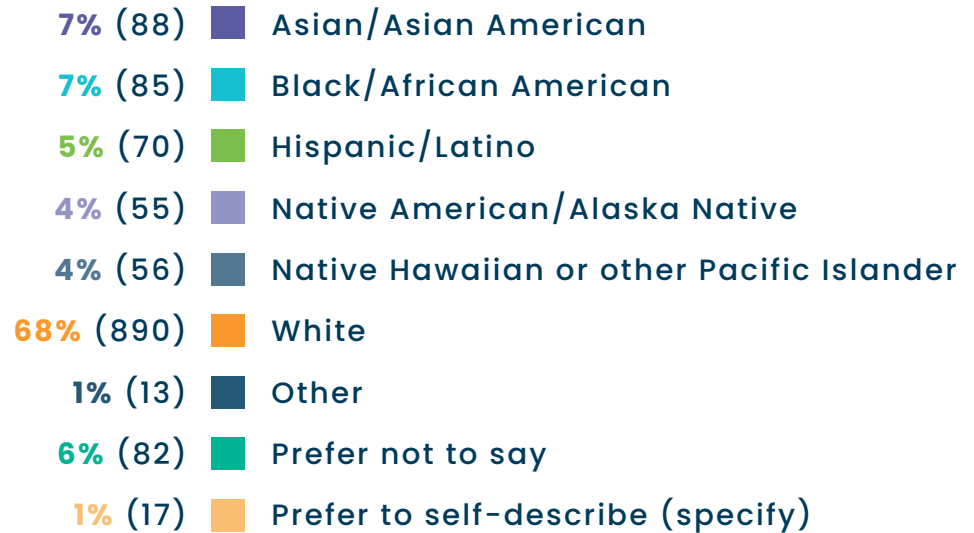 7% (88) Asian/Asian American
7% (85) Black/African American
5% (70) Hispanic/Latino
4% (55) Native American/Alaska Native
4% (56) Native Hawaiian or other Pacific Islander
68% (890) White
1% (13) Other
6% (82) Prefer not to say
1% (17) Prefer to self-describe (specify)